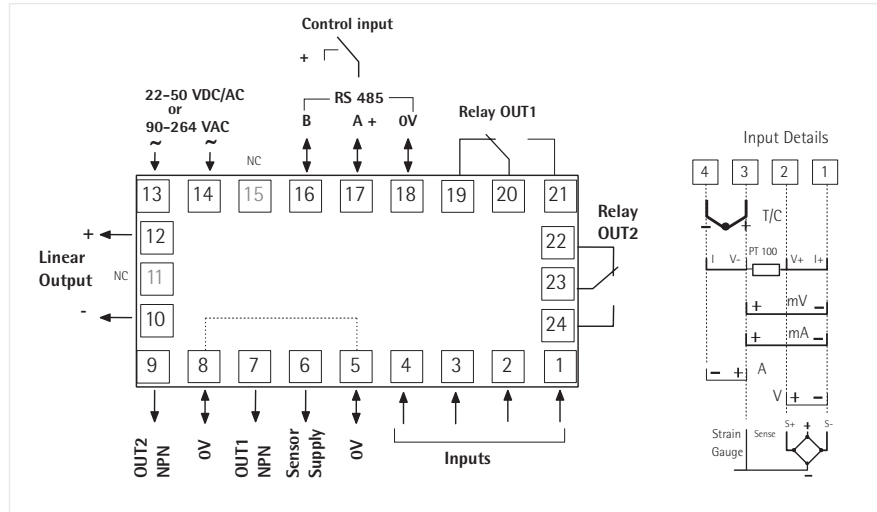 Control input
+
22-50 VDC/AC
or
90-264 VAC
~ ~
RS 485
B A + 0V
Relay OUT1
NC
13 14 15 16 17 18 19 20 21
+ 12
Linear
Output
NC 11
- 10
Relay
OUT2
22
23
24
9 8 7 6 5 4 3 2 1
OUT2
NPN
0V
OUT1
NPN
Sensor
Supply
0V
Inputs
Input Details
4 3 2 1
- + T/C
I V- PT 100 V+ I+
+ mV -
+ mA -
- + A
V + -
Strain
Gauge
Sense
S+ + S-
-